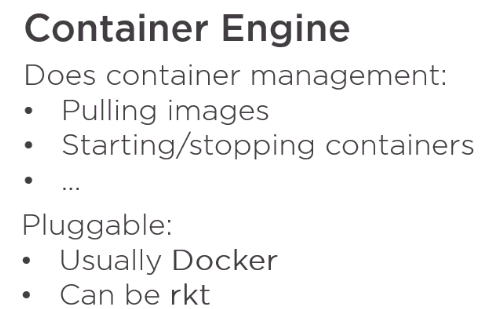 Container Engine
Does container management:
• Pulling images
• Starting/stopping containers
• ...
Pluggable:
• Usually Docker
• Can be rkt